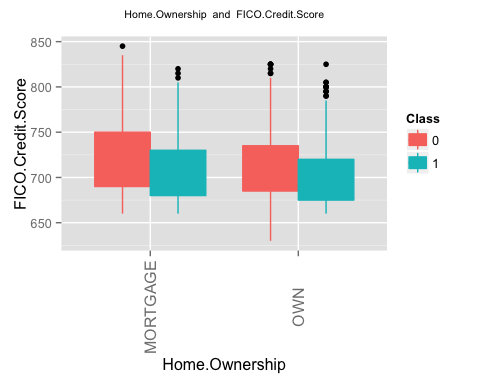 Home.Ownership and FICO.Credit.Score
850
800
750
700
650
FICO.Credit.Score
MORTGAGE
OWN
Home.Ownership
Class
0
1